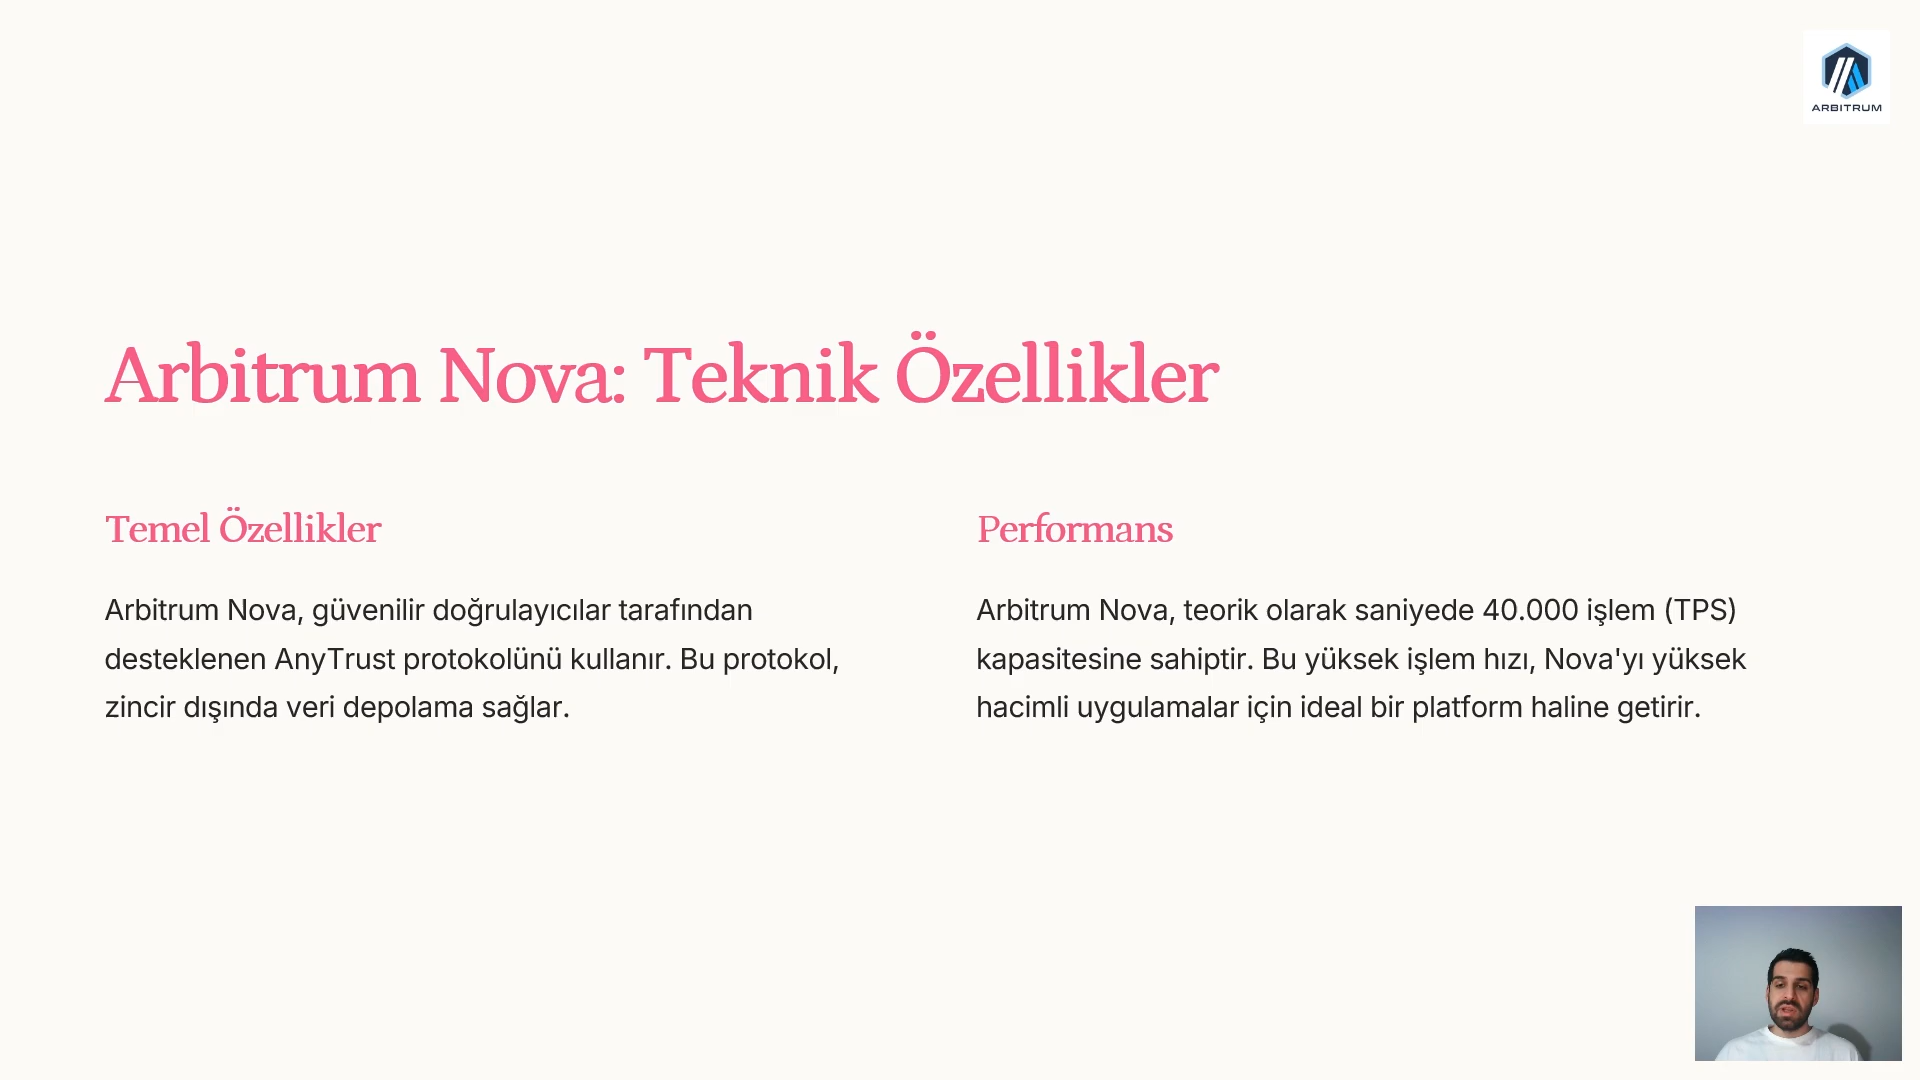 ARBITRUM
Arbitrum Nova: Teknik Özellikler
Temel Özellikler
Arbitrum Nova, güvenilir doğrulayıcılar tarafından
desteklenen AnyTrust protokolünü kullanır. Bu protokol,
zincir dışında veri depolama sağlar.
Performans
Arbitrum Nova, teorik olarak saniyede 40.000 işlem (TPS)
kapasitesine sahiptir. Bu yüksek işlem hızı, Nova'yı yüksek
hacimli uygulamalar için ideal bir platform haline getirir.